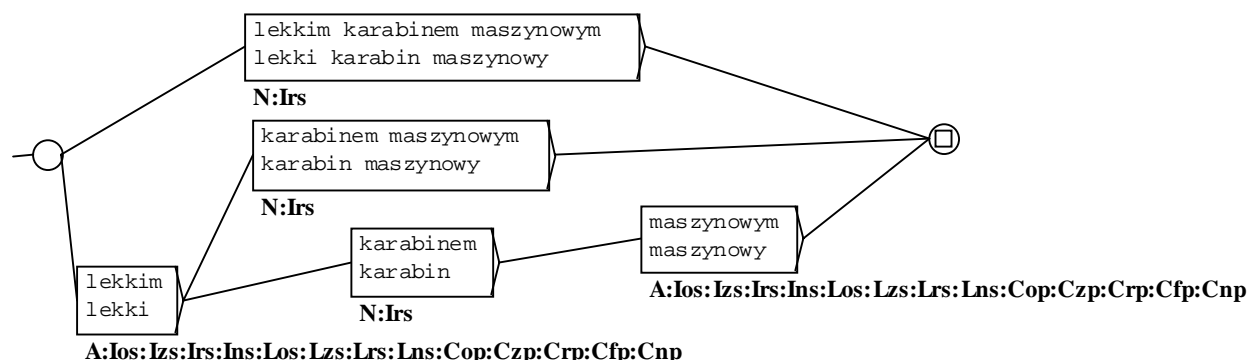 lekkim karabinem maszynowym
lekki karabin maszynowy
N:Irs
karabinem maszynowym
karabin maszynowy
N:Irs
karabinem
karabin
N:Irs
maszynowym
maszynowy
A:Ios:Izs:Irs:Ins:Los:Lzs:Lrs:Lns:Cop:Czp:Crp:Cfp:Cnp
lekkim
lekki
A:Ios:Izs:Irs:Ins:Los:Lzs:Lrs:Lns:Cop:Czp:Crp:Cfp:Cnp